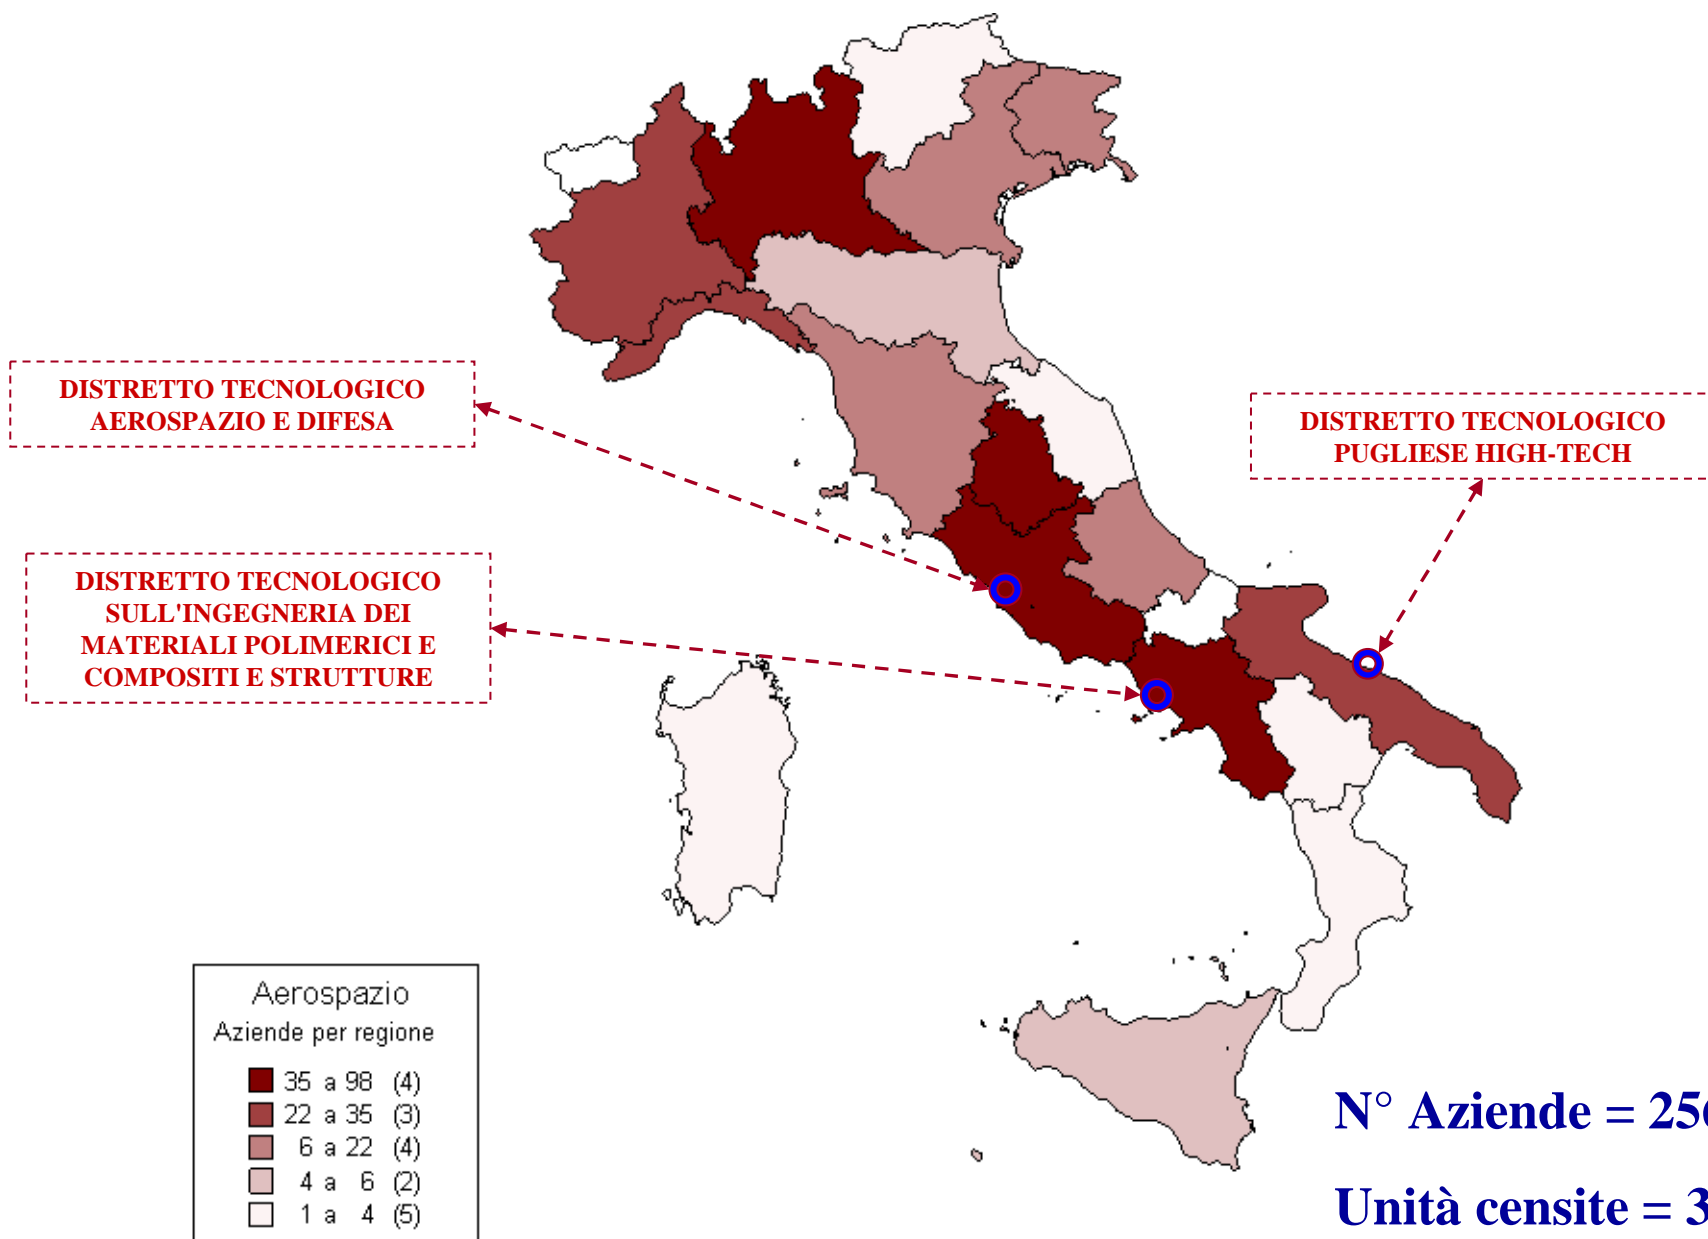 DISTRETTO TECNOLOGICO
AEROSPAZIO E DIFESA
DISTRETTO TECNOLOGICO
PUGLIESE HIGH-TECH
DISTRETTO TECNOLOGICO
SULL'INGEGNERIA DEI
MATERIALI POLIMERICI E
COMPOSITI E STRUTTURE
Aerospazio
Aziende per regione
35 a 98 (4)
22 a 35 (3)
6 a 22 (4)
4 a 6 (2)
1 a 4 (5)
N° Aziende = 25
Unità censite = 3